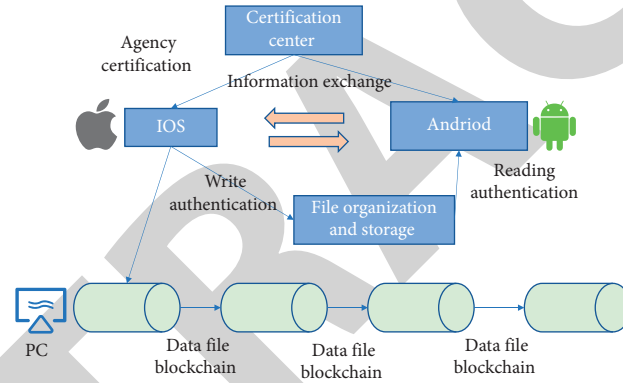 Certification
center
Agency
certification
Information exchange
IOS
Andriod
Write
authentication
Reading
authentication
File organization
and storage
PC
Data file
blockchain
Data file
blockchain
Data file
blockchain